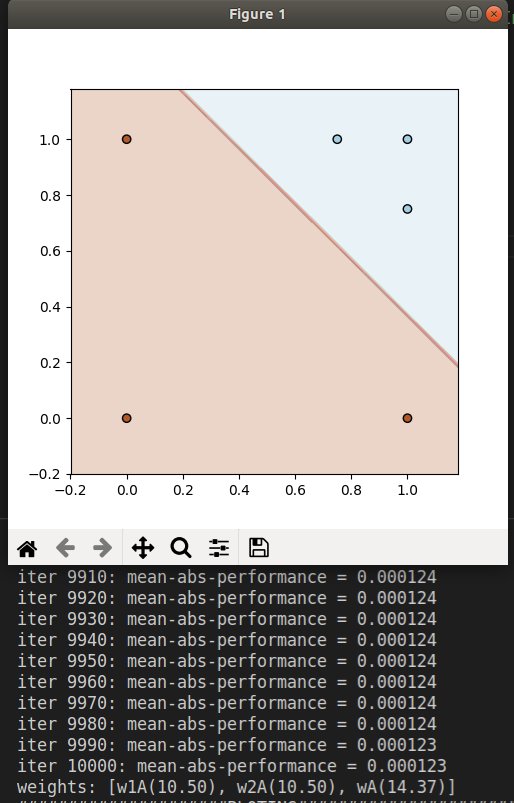 Figure 1
1.0
0.8
0.6
0.4
0.2
0.0
−0.2
−0.2 0.0 0.2 0.4 0.6 0.8 1.0
iter 9910: mean-abs-performance = 0.000124
iter 9920: mean-abs-performance = 0.000124
iter 9930: mean-abs-performance = 0.000124
iter 9940: mean-abs-performance = 0.000124
iter 9950: mean-abs-performance = 0.000124
iter 9960: mean-abs-performance = 0.000124
iter 9970: mean-abs-performance = 0.000124
iter 9980: mean-abs-performance = 0.000124
iter 9990: mean-abs-performance = 0.000123
iter 10000: mean-abs-performance = 0.000123
weights: [w1A(10.50), w2A(10.50), wA(14.37)]